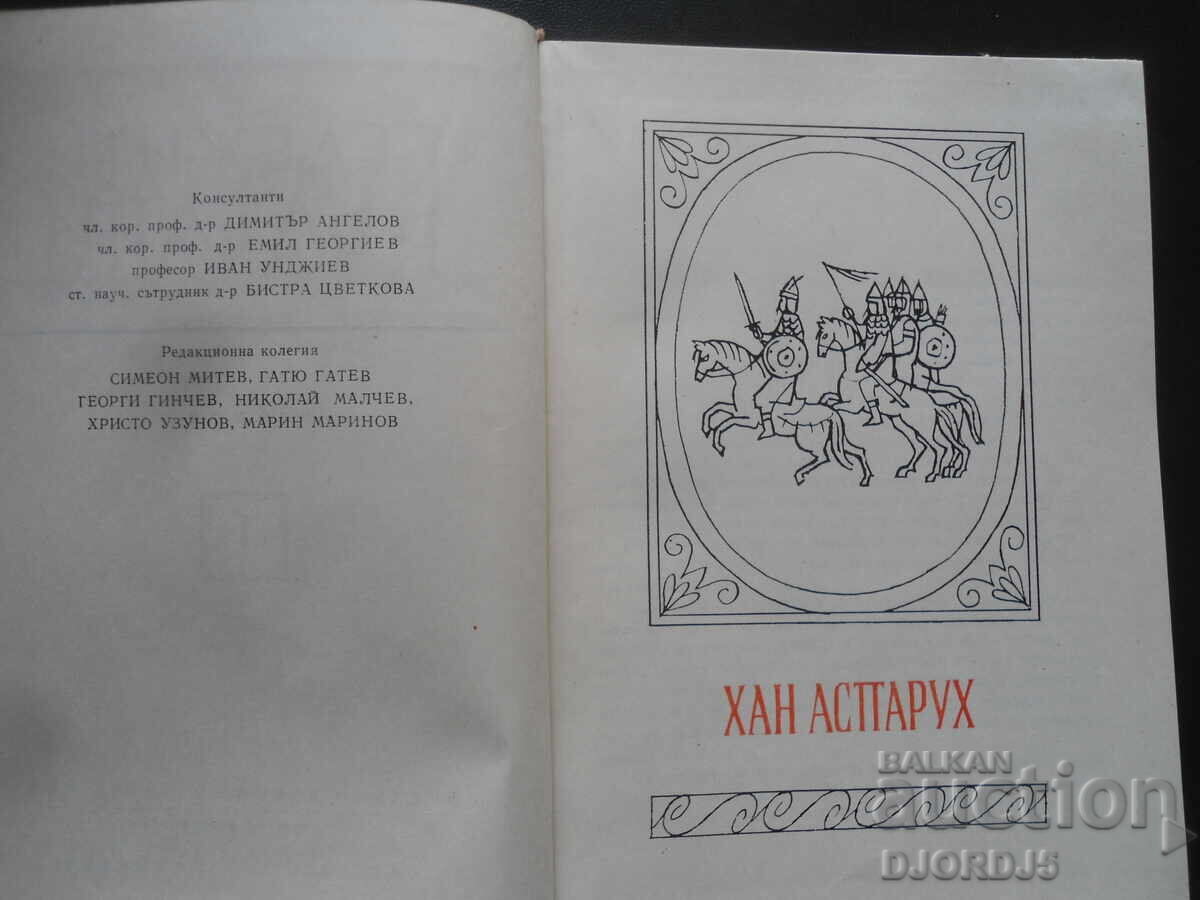 Консултанти
чл. кор. проф. д-р ДИМИТЪР АНГЕЛОВ
чл. кор. проф. д-р ЕМИЛ ГЕОРГИЕВ
професор ИВАН УНДЖИЕВ
ст. науч. сътрудник д-р БИСТРА ЦВЕТКОВА
Редакционна колегия
СИМЕОН МИТЕВ, ГАТЮ ГАТЕВ
ГЕОРГИ ГИНЧЕВ, НИКОЛАЙ МАЛЧЕВ,
ХРИСТО УЗУНОВ, МАРИН МАРИНОВ
ХАН АСПАРУХ
BALKAN
auction
DJORDJ5